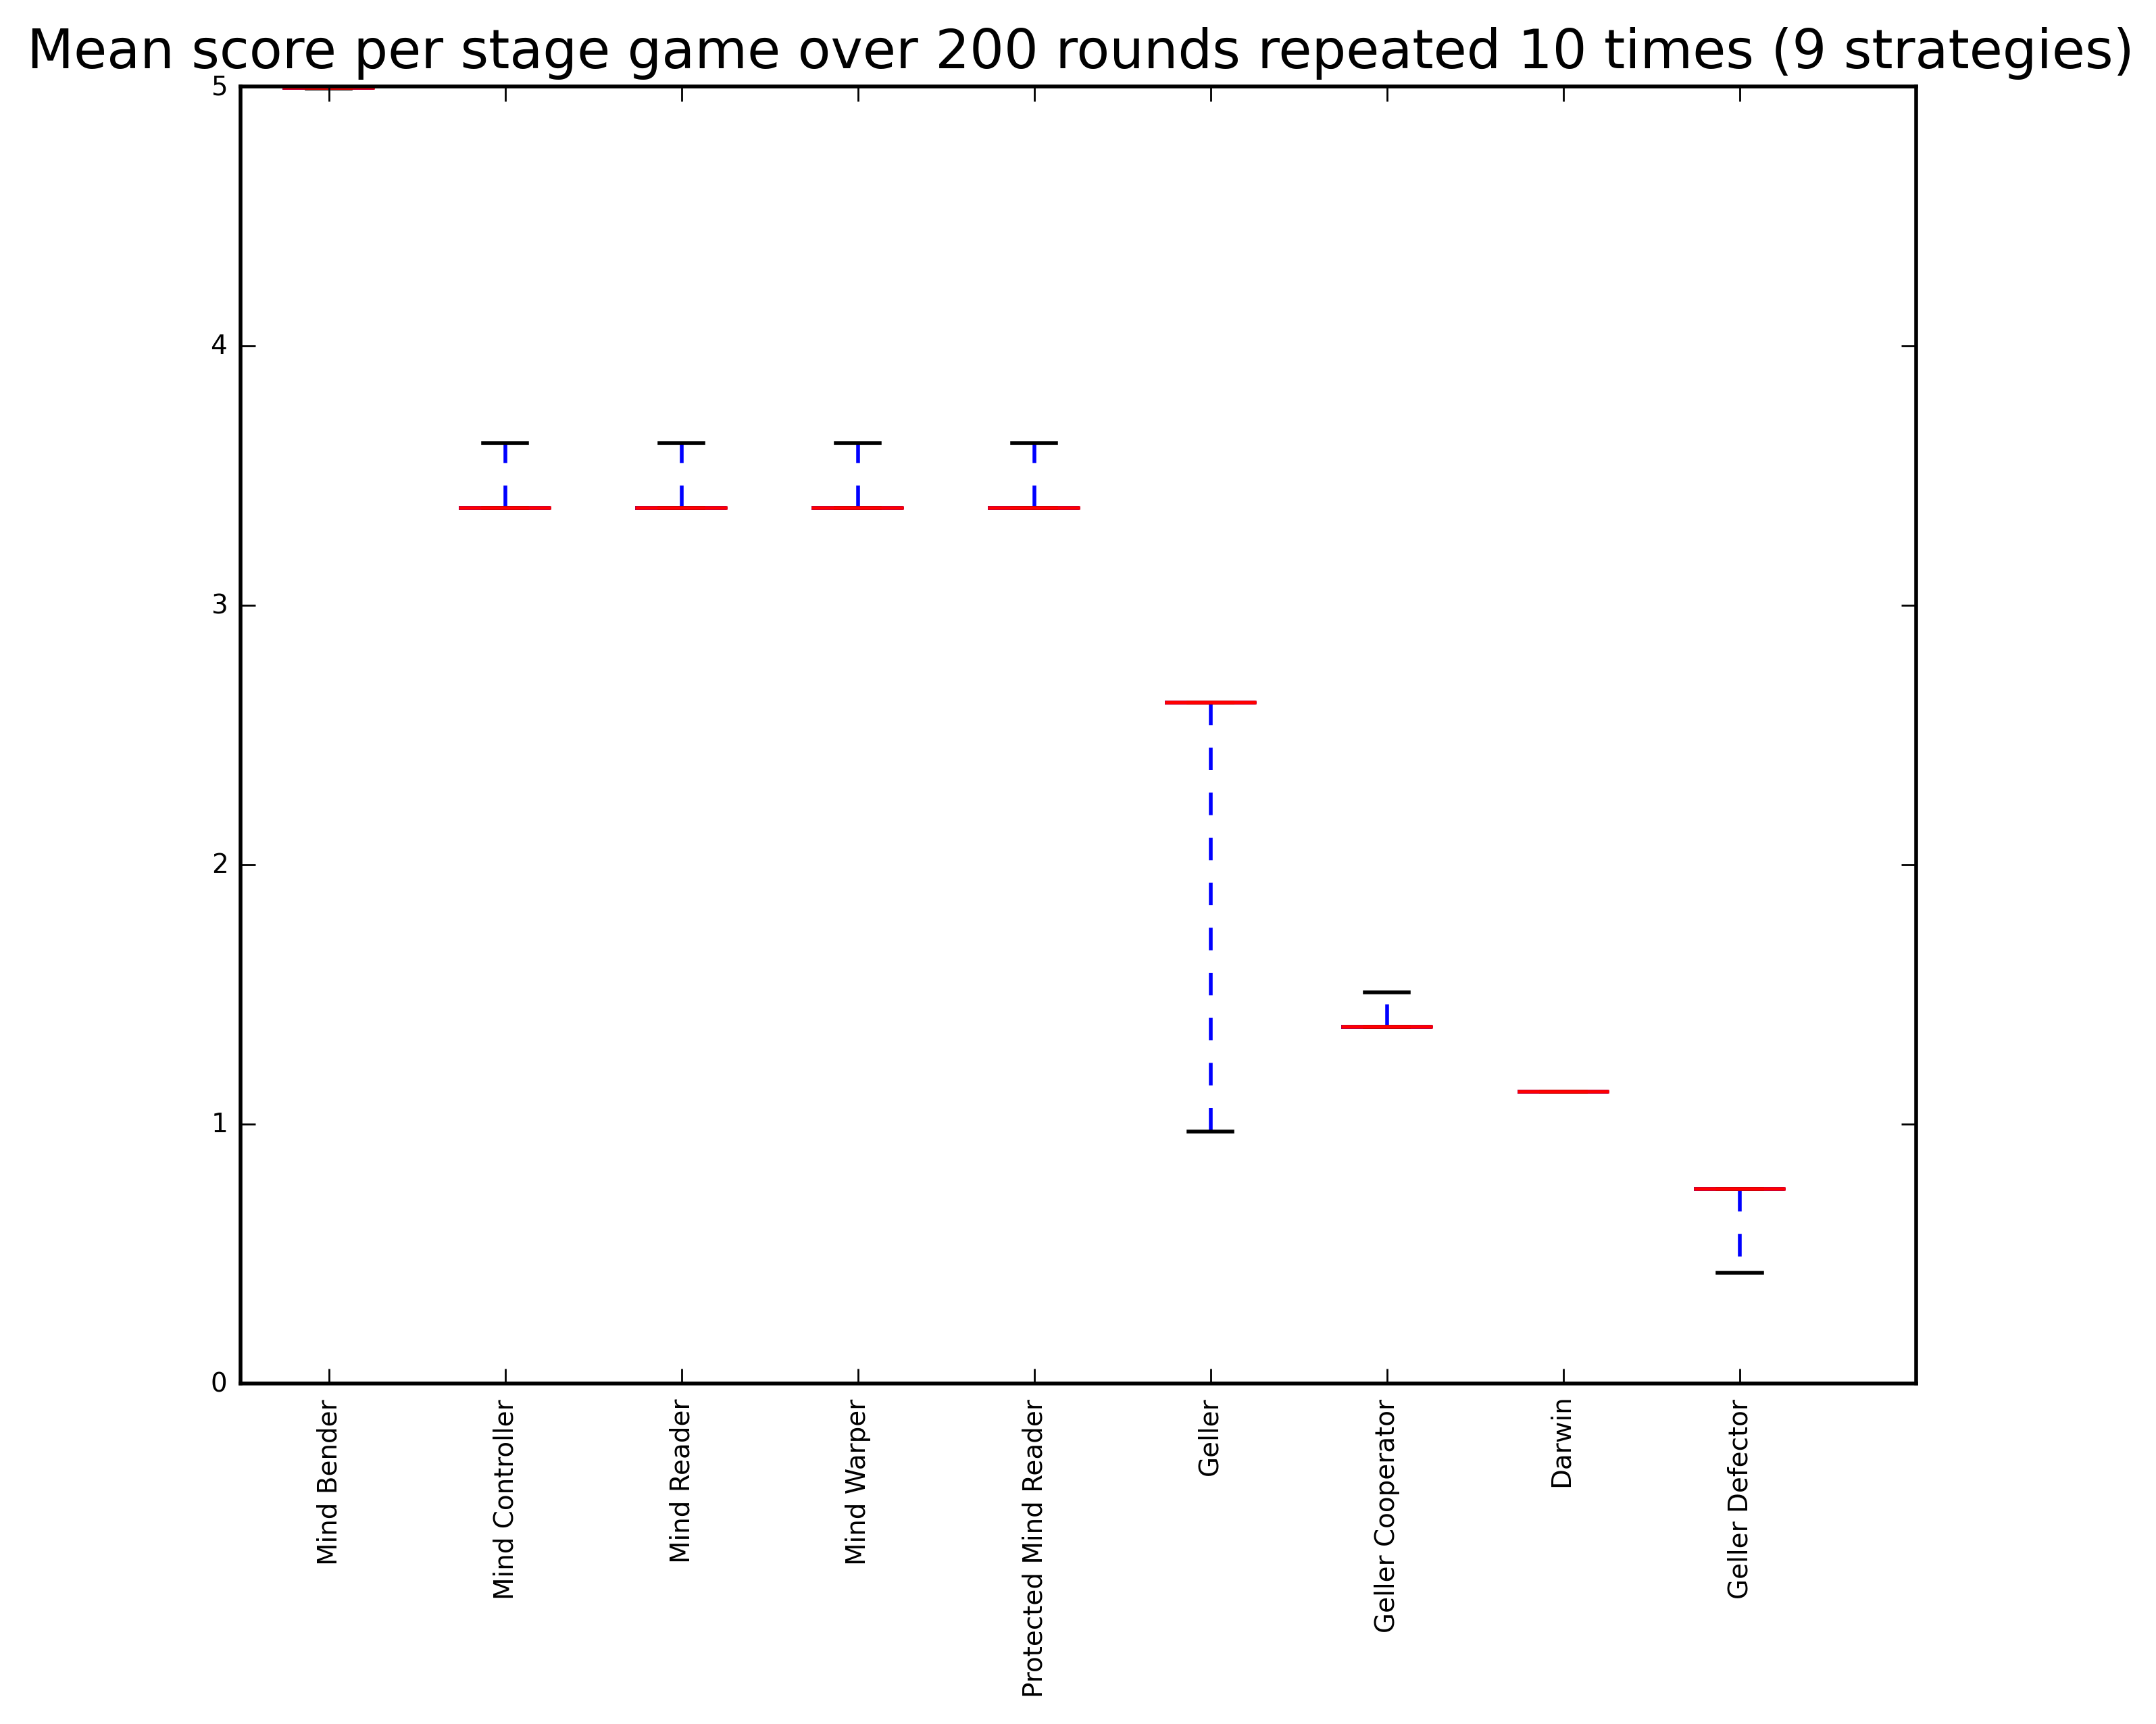 Mean score per stage game over 200 rounds repeated 10 times (9 strategies)
5
4
3
2
1
0
Mind Bender
Mind Controller
Mind Reader
Mind Warper
Protected Mind Reader
Geller
Geller Cooperator
Darwin
Geller Defector